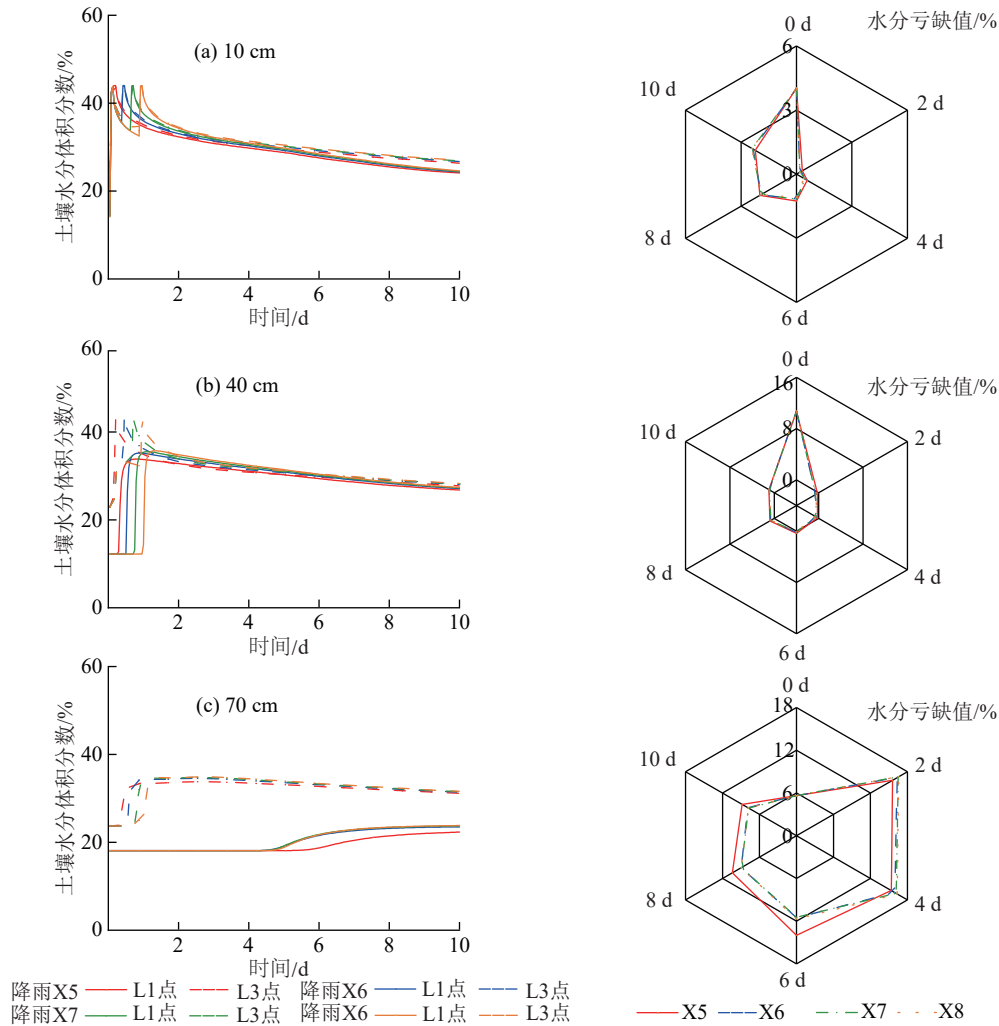 60
40
20
0
土壤水分体积分数/%
(a) 10 cm
2 4 6 8 10
时间/d
水分亏缺值/%
0 d
2 d
4 d
6 d
8 d
10 d
6
3
0
60
40
20
0
土壤水分体积分数/%
(b) 40 cm
2 4 6 8 10
时间/d
水分亏缺值/%
0 d
2 d
4 d
6 d
8 d
10 d
16
8
0
60
40
20
0
土壤水分体积分数/%
(c) 70 cm
2 4 6 8 10
时间/d
水分亏缺值/%
0 d
2 d
4 d
6 d
8 d
10 d
18
12
6
0
降雨X5 L1点 L3点 降雨X6 L1点 L3点
降雨X7 L1点 L3点 降雨X6 L1点 L3点
X5 X6 X7 X8